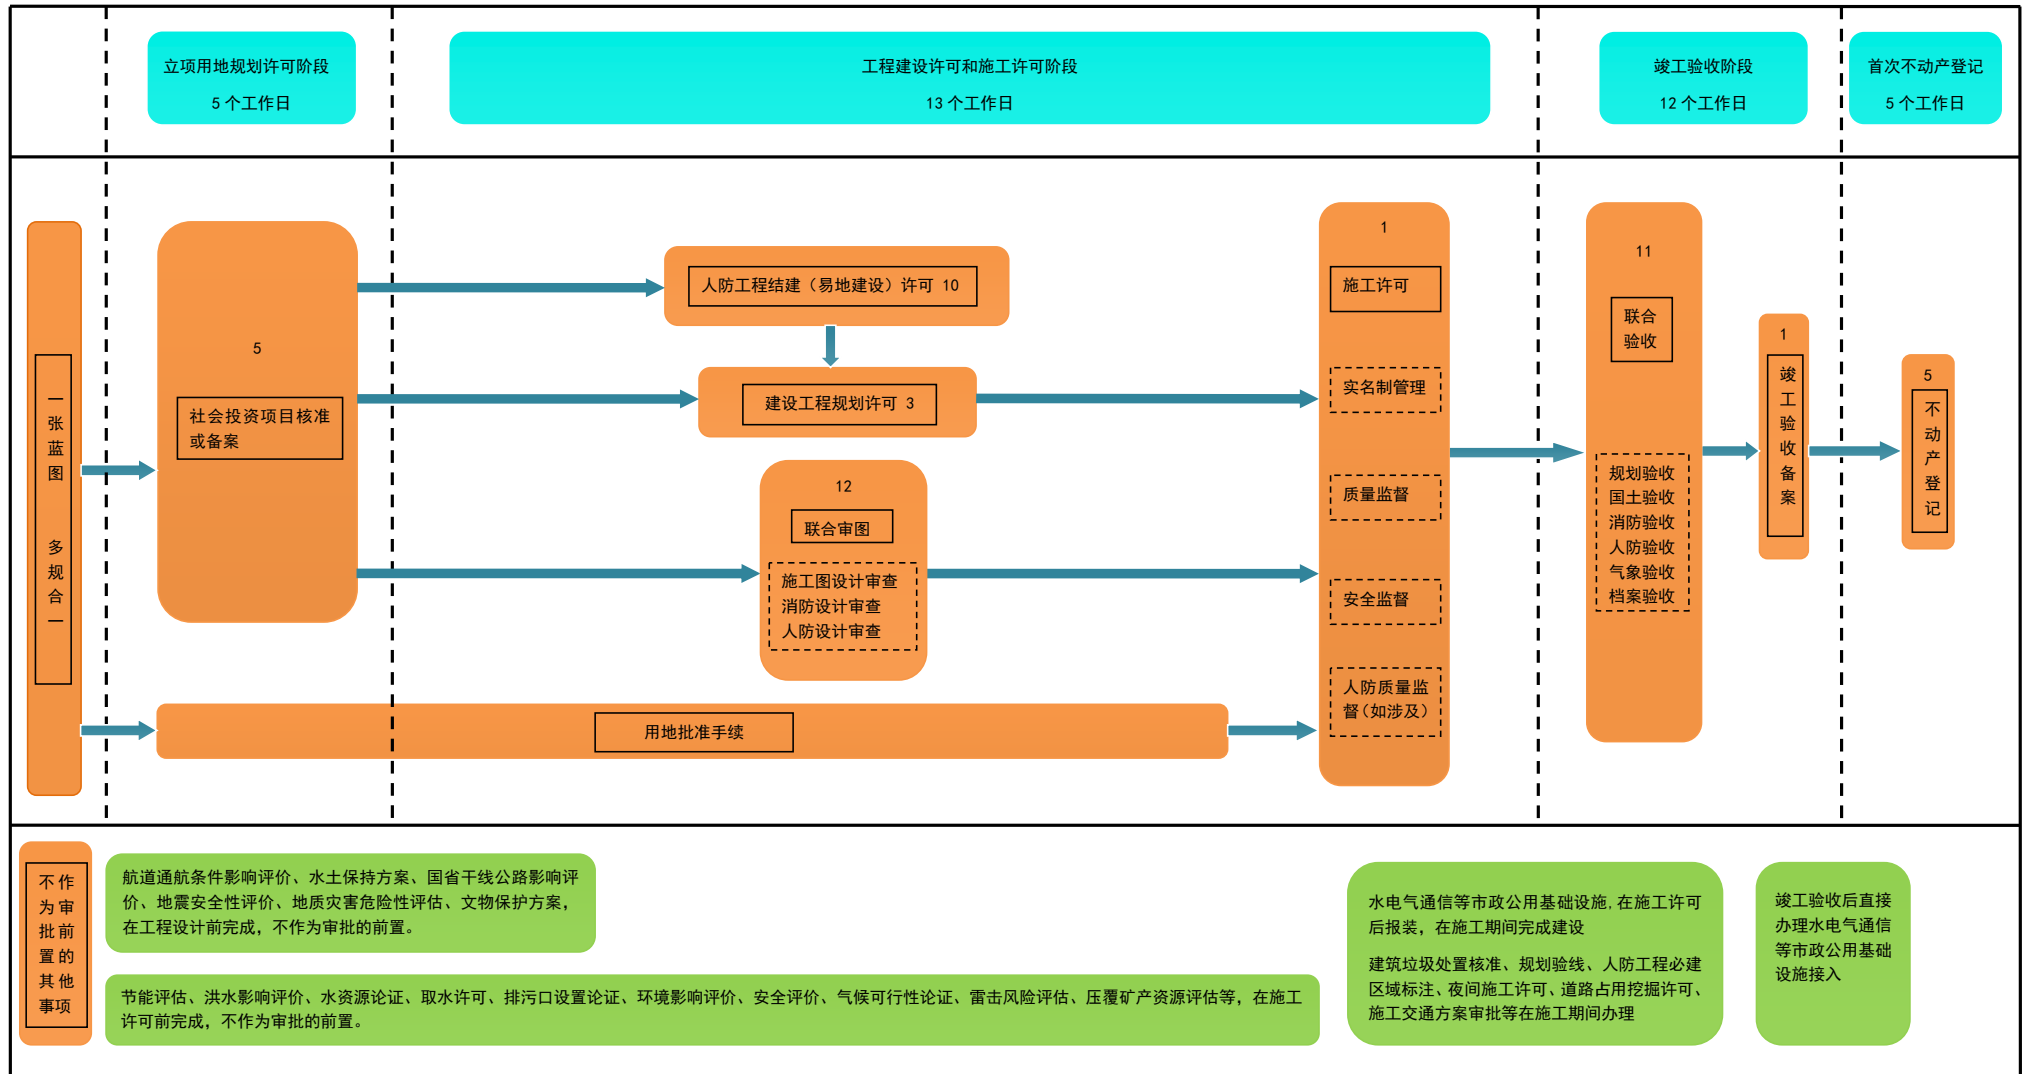 立项用地规划许可阶段
5 个工作日
工程建设许可和施工许可阶段
13 个工作日
竣工验收阶段
12 个工作日
首次不动产登记
5 个工作日
一张蓝图 多规合一
5
社会投资项目核准
或备案
人防工程结建（易地建设）许可 10
建设工程规划许可 3
12
联合审图
施工图设计审查
消防设计审查
人防设计审查
用地批准手续
1
施工许可
实名制管理
质量监督
安全监督
人防质量监
督（如涉及）
11
联合
验收
规划验收
国土验收
消防验收
人防验收
气象验收
档案验收
1
竣工验收备案
5
不动产登记
不作
为审
批前
置的
其他
事项
航道通航条件影响评价、水土保持方案、国省干线公路影响评
价、地震安全性评价、地质灾害危险性评估、文物保护方案，
在工程设计前完成，不作为审批的前置。
节能评估、洪水影响评价、水资源论证、取水许可、排污口设置论证、环境影响评价、安全评价、气候可行性论证、雷击风险评估、压覆矿产资源评估等，在施工
许可前完成，不作为审批的前置。
水电气通信等市政公用基础设施,在施工许可
后报装，在施工期间完成建设
建筑垃圾处置核准、规划验线、人防工程必建
区域标注、夜间施工许可、道路占用挖掘许可、
施工交通方案审批等在施工期间办理
竣工验收后直接
办理水电气通信
等市政公用基础
设施接入